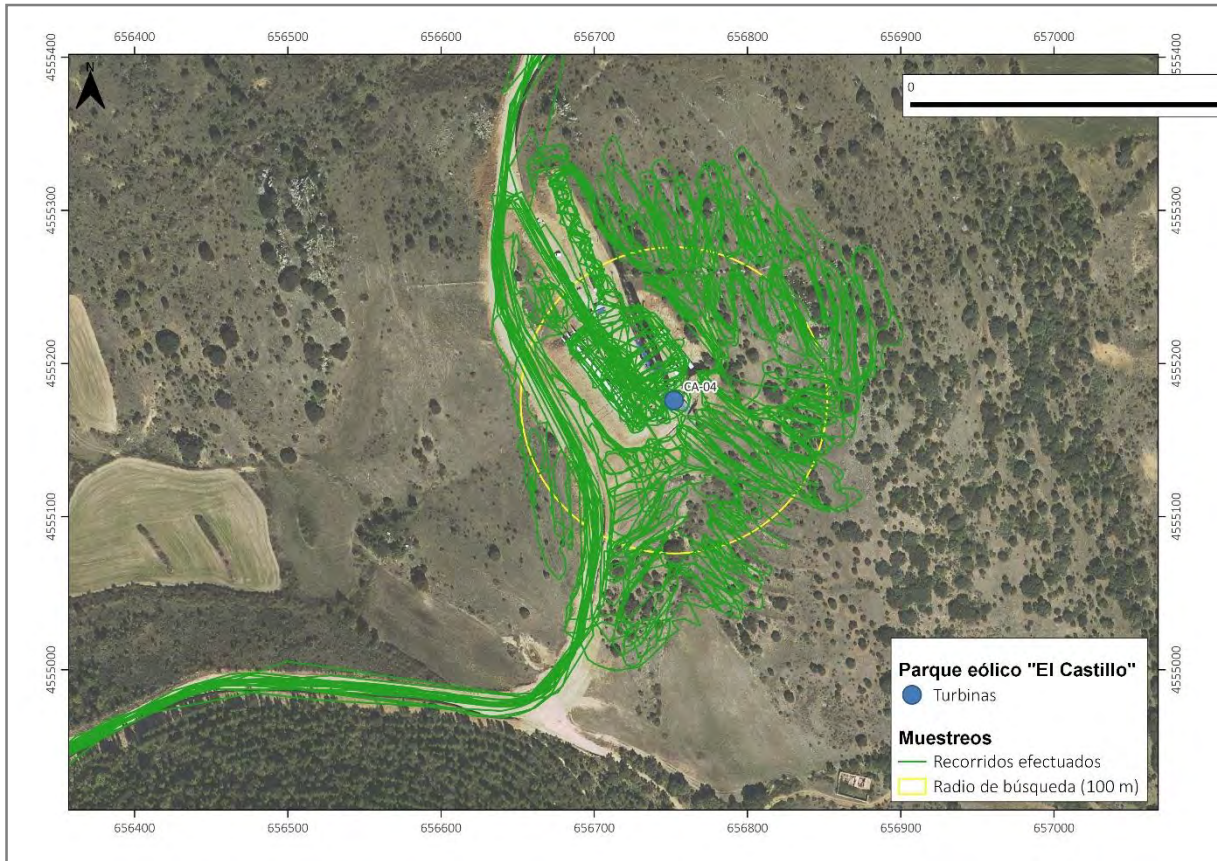 656400 656500 656600 656700 656800 656900 657000
4555400 4555400
N
0
4555300 4555300
4555200 4555200
CA-04
4555100 4555100
4555000 4555000
Parque eólico "El Castillo"
Turbinas
Muestreos
Recorridos efectuados
Radio de búsqueda (100 m)
656400 656500 656600 656700 656800 656900 657000